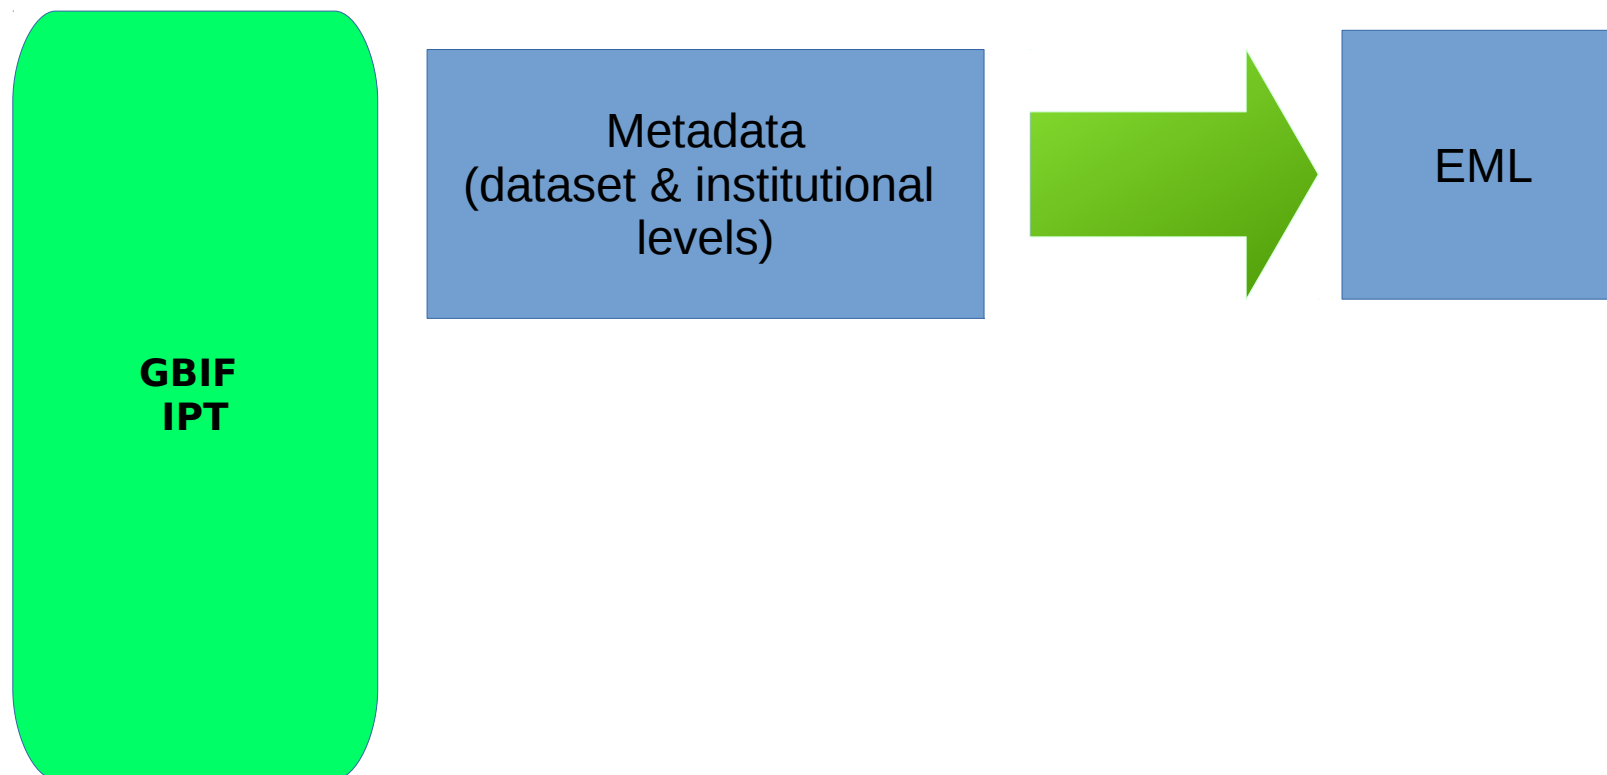 GBIF
IPT
Metadata
(dataset & institutional
levels)
EML